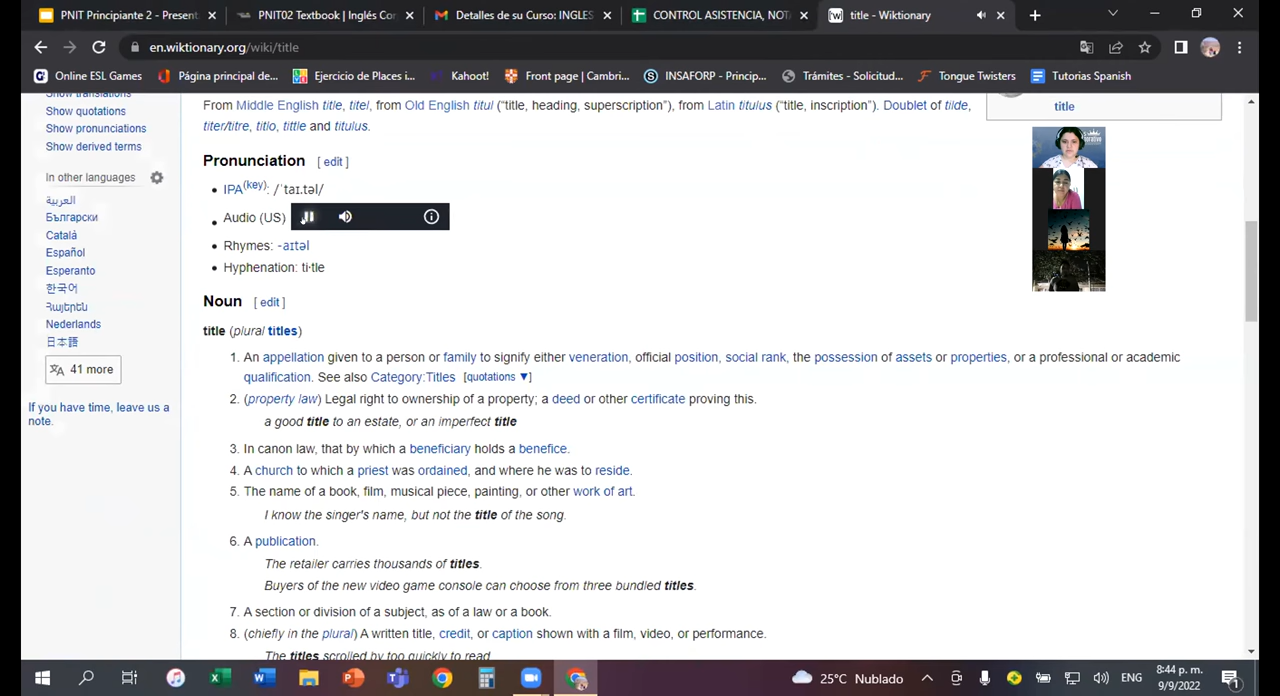 PNIT Principiante 2 - Present
PNIT02 Textbook | Inglés Cor
Detalles de su Curso: INGLES
CONTROL ASISTENCIA, NOT
title - Wiktionary
en.wiktionary.org/wiki/title
Online ESL Games
Página principal de...
Ejercicio de Places i...
Kahoot!
Front page | Cambri...
INSAFORP - Princip...
Trámites - Solicitud...
Tongue Twisters
Tutorias Spanish
Show translations
Show quotations
Show pronunciations
Show derived terms
In other languages
العربية
Български
Català
Español
Esperanto
한국어
Հայերեն
Nederlands
日本語
41 more
If you have time, leave us a
note.
From Middle English title, titel, from Old English titul (“title, heading, superscription”), from Latin titulus (“title, inscription”). Doublet of tilde,
titer/titre, titio, tittle and titulus.
title
Pronunciation [ edit ]
• IPA(key): /ˈtaɪ.təl/
• Audio (US)
• Rhymes: -aɪtəl
• Hyphenation: ti‧tle
Noun [ edit ]
title (plural titles)
1. An appellation given to a person or family to signify either veneration, official position, social rank, the possession of assets or properties, or a professional or academic
qualification. See also Category:Titles [quotations ▼]
2. (property law) Legal right to ownership of a property; a deed or other certificate proving this.
a good title to an estate, or an imperfect title
3. In canon law, that by which a beneficiary holds a benefice.
4. A church to which a priest was ordained, and where he was to reside.
5. The name of a book, film, musical piece, painting, or other work of art.
I know the singer's name, but not the title of the song.
6. A publication.
The retailer carries thousands of titles.
Buyers of the new video game console can choose from three bundled titles.
7. A section or division of a subject, as of a law or a book.
8. (chiefly in the plural) A written title, credit, or caption shown with a film, video, or performance.
The titles scrolled by too quickly to read.
25°C Nublado
ENG
8:44 p. m.
9/9/2022
1